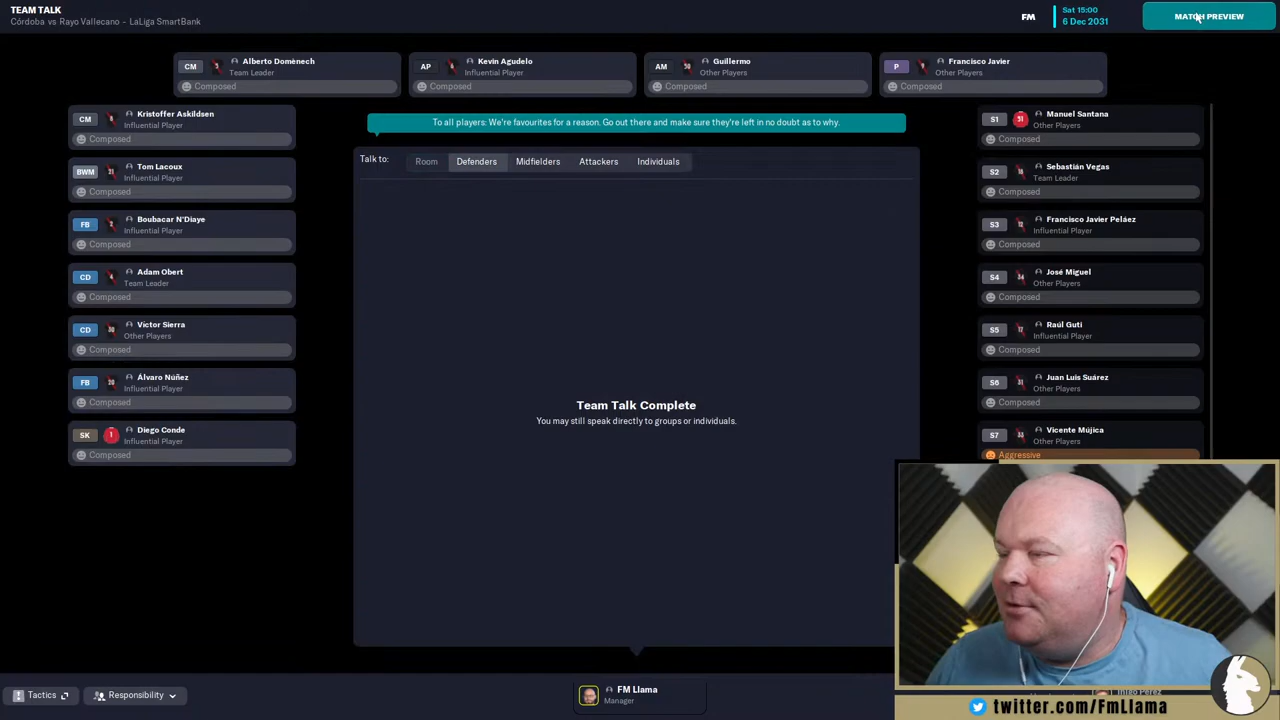 TEAM TALK
Córdoba vs Rayo Vallecano - LaLiga SmartBank
FM
Sat 15:00
6 Dec 2031
MATCH PREVIEW
CM
Alberto Domènech
Team Leader
Composed
AP
Kevin Agudelo
Influential Player
Composed
AM
Guillermo
Other Players
Composed
P
Francisco Javier
Other Players
Composed
CM
Kristoffer Askildsen
Influential Player
Composed
BWM
Tom Lacoux
Influential Player
Composed
FB
Boubacar N'Diaye
Influential Player
Composed
CD
Adam Obert
Team Leader
Composed
CD
Víctor Sierra
Other Players
Composed
FB
Álvaro Núñez
Influential Player
Composed
SK
1
Diego Conde
Influential Player
Composed
To all players: We're favourites for a reason. Go out there and make sure they're left in no doubt as to why.
Talk to:
Room
Defenders
Midfielders
Attackers
Individuals
Team Talk Complete
You may still speak directly to groups or individuals.
S1
Manuel Santana
Other Players
Composed
S2
Sebastián Vegas
Team Leader
Composed
S3
Francisco Javier Peláez
Influential Player
Composed
S4
José Miguel
Other Players
Composed
S5
Raúl Guti
Influential Player
Composed
S6
Juan Luis Suárez
Other Players
Composed
S7
Vicente Mújica
Other Players
Aggressive
Tactics
Responsibility
FM Llama
Manager
twitter.com/FmLlama